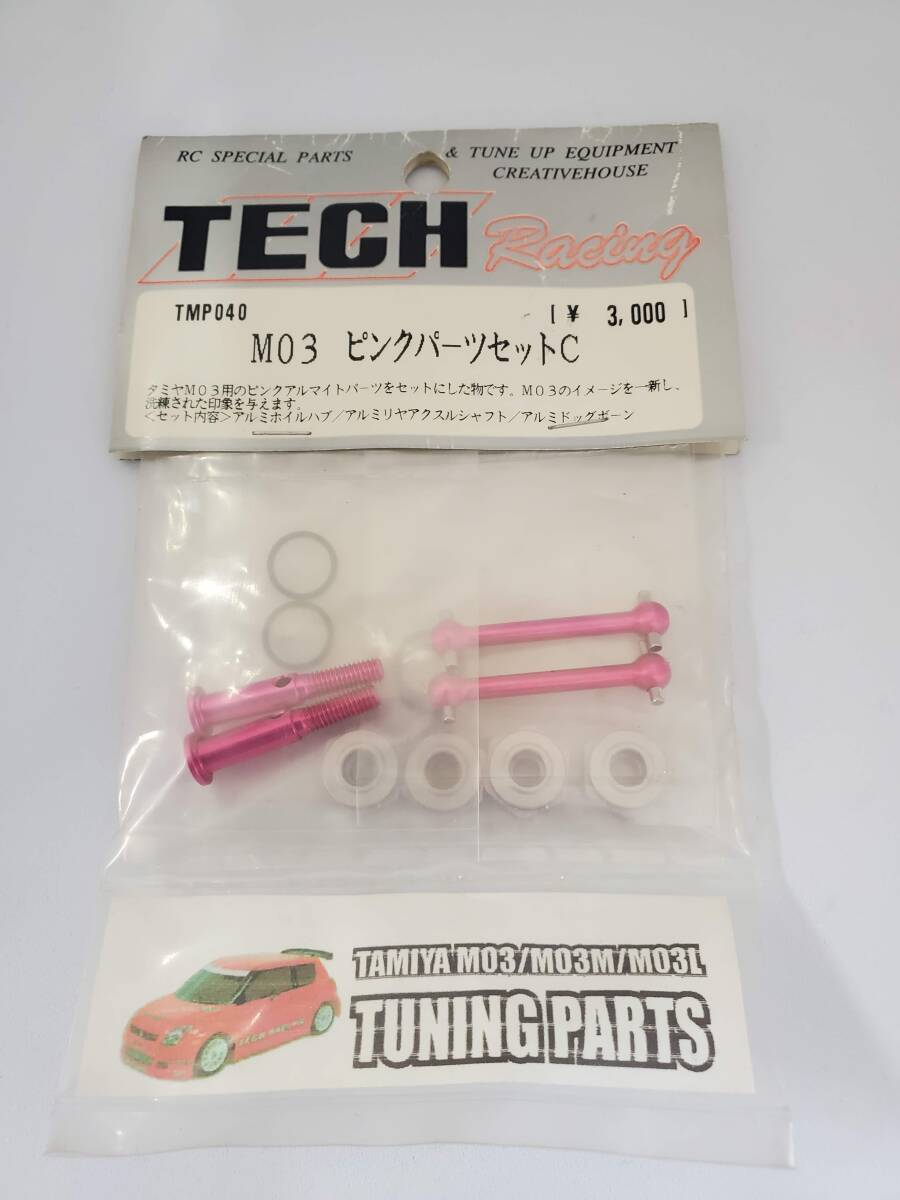 RC SPECIAL PARTS & TUNE UP EQUIPMENT
CREATIVEHOUSE
TECH Racing
TMP040 [ ¥ 3,000 ]
M03 ピンクパーツセットC
タミヤM03用のピンクアルマイトパーツをセットにした物です。M03のイメージを一新し、
洗練された印象を与えます。
<セット内容>アルミホイルハブ/アルミリヤアクスルシャフト/アルミドッグボーン
TAMIYA M03/M03M/M03L
TUNING PARTS
TECH RACING